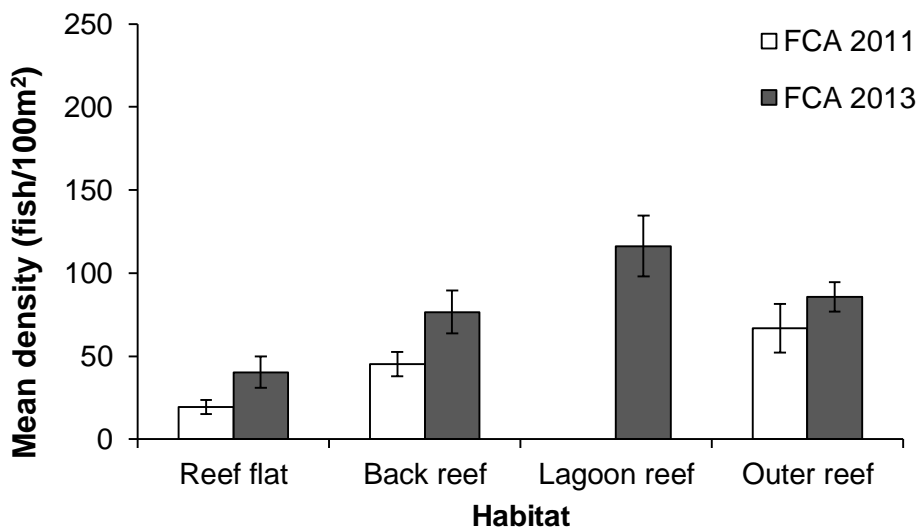 Mean density (fish/100m²)
250
200
150
100
50
0
FCA 2011
FCA 2013
Reef flat
Back reef
Lagoon reef
Outer reef
Habitat